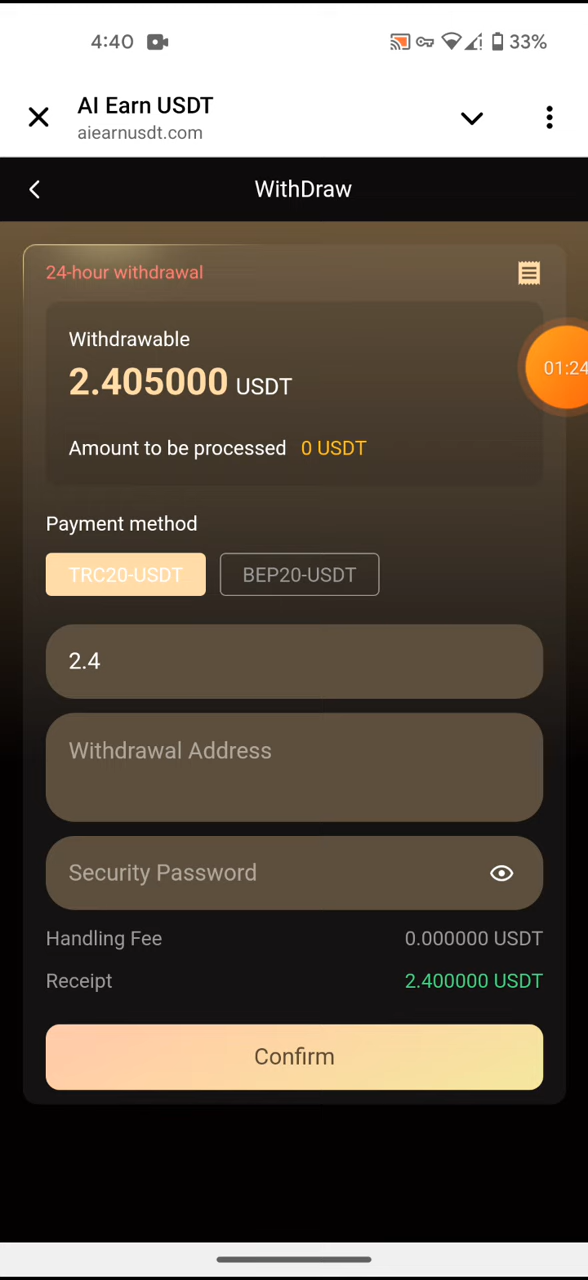 4:40
33%
AI Earn USDT
aiearnusdt.com
WithDraw
24-hour withdrawal
Withdrawable
2.405000 USDT
01:24
Amount to be processed 0 USDT
Payment method
TRC20-USDT BEP20-USDT
2.4
Withdrawal Address
Security Password
Handling Fee 0.000000 USDT
Receipt 2.400000 USDT
Confirm